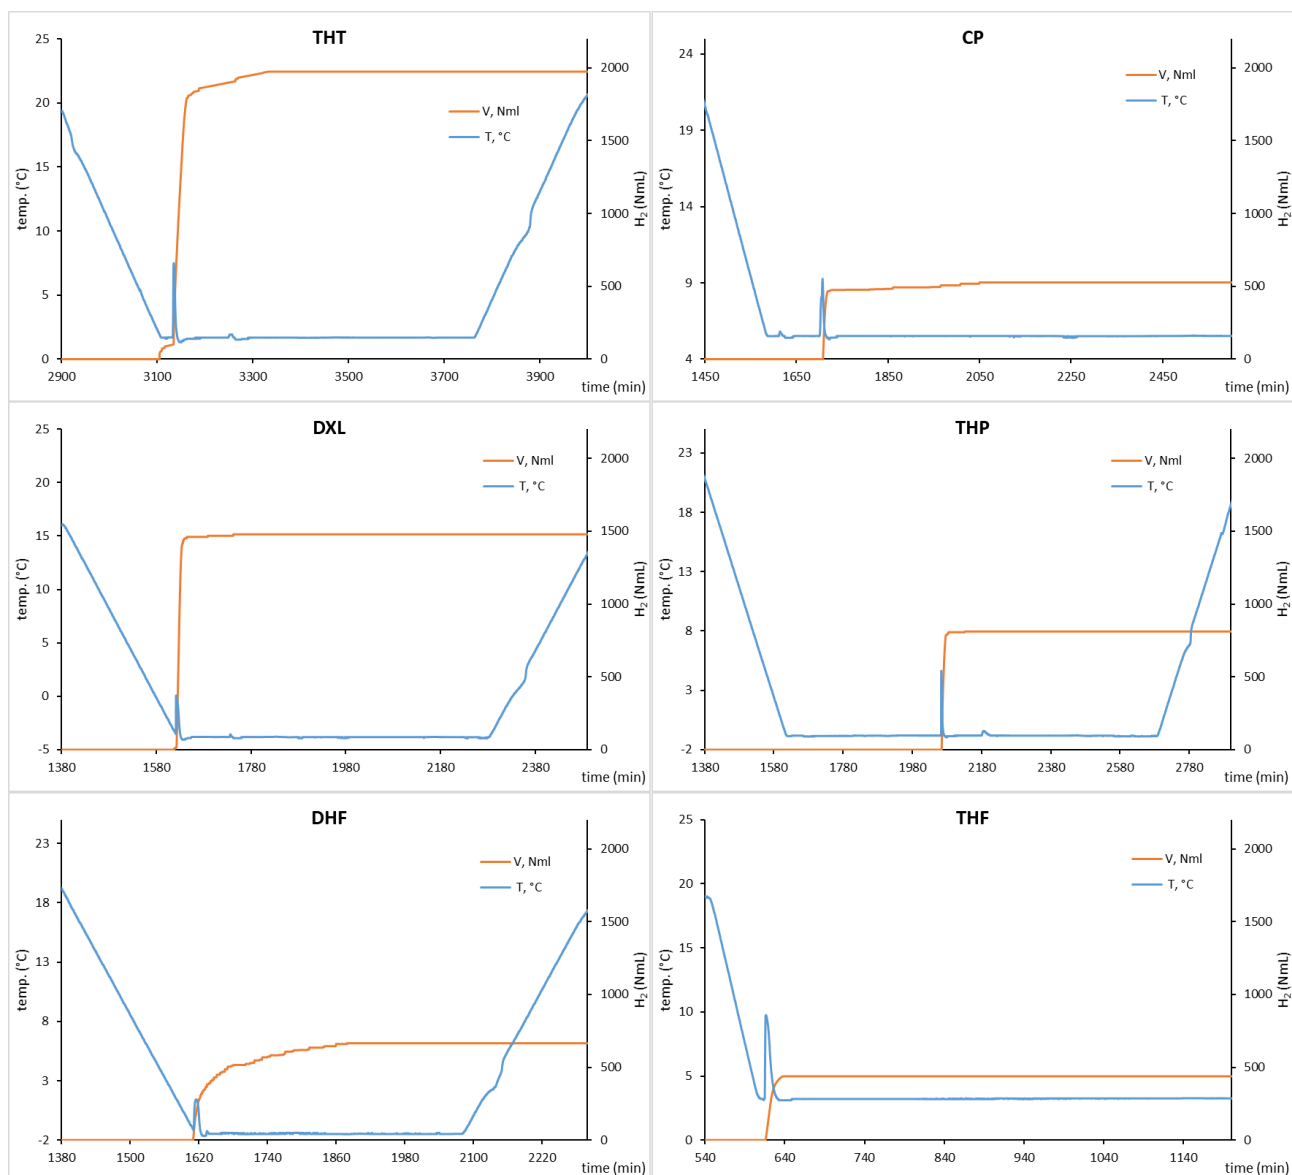 THT
25
20
15
10
5
0
temp. (°C)
2000
1500
1000
500
0
H₂ (NmL)
V, Nml
T, °C
2900 3100 3300 3500 3700 3900
time (min)
CP
24
19
14
9
4
temp. (°C)
2000
1500
1000
500
0
H₂ (NmL)
V, Nml
T, °C
1450 1650 1850 2050 2250 2450
time (min)
DXL
25
20
15
10
5
0
-5
temp. (°C)
2000
1500
1000
500
0
H₂ (NmL)
V, Nml
T, °C
1380 1580 1780 1980 2180 2380
time (min)
THP
23
18
13
8
3
-2
temp. (°C)
2000
1500
1000
500
0
H₂ (NmL)
V, Nml
T, °C
1380 1580 1780 1980 2180 2380 2580 2780
time (min)
DHF
23
18
13
8
3
-2
temp. (°C)
2000
1500
1000
500
0
H₂ (NmL)
V, Nml
T, °C
1380 1500 1620 1740 1860 1980 2100 2220
time (min)
THF
25
20
15
10
5
0
temp. (°C)
2000
1500
1000
500
0
H₂ (NmL)
V, Nml
T, °C
540 640 740 840 940 1040 1140
time (min)